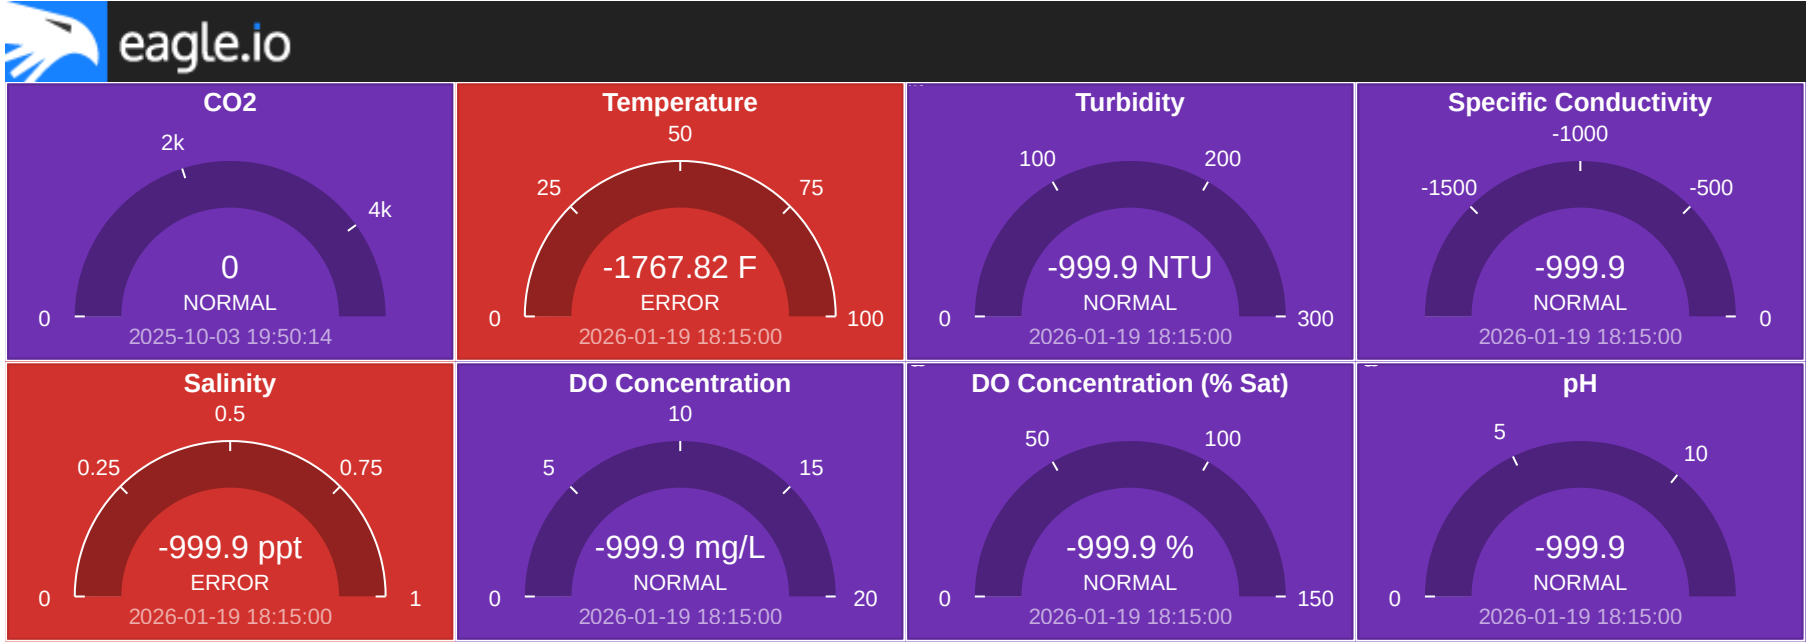 eagle.io
CO2
2k
4k
0
0
NORMAL
2025-10-03 19:50:14
Temperature
50
25
75
-1767.82 F
ERROR
0
100
2026-01-19 18:15:00
Turbidity
100
200
-999.9 NTU
NORMAL
0
300
2026-01-19 18:15:00
Specific Conductivity
-1000
-1500
-500
-999.9
NORMAL
0
2026-01-19 18:15:00
Salinity
0.5
0.25
0.75
-999.9 ppt
ERROR
0
1
2026-01-19 18:15:00
DO Concentration
10
5
15
-999.9 mg/L
NORMAL
0
20
2026-01-19 18:15:00
DO Concentration (% Sat)
50
100
-999.9 %
NORMAL
0
150
2026-01-19 18:15:00
pH
5
10
-999.9
NORMAL
0
2026-01-19 18:15:00